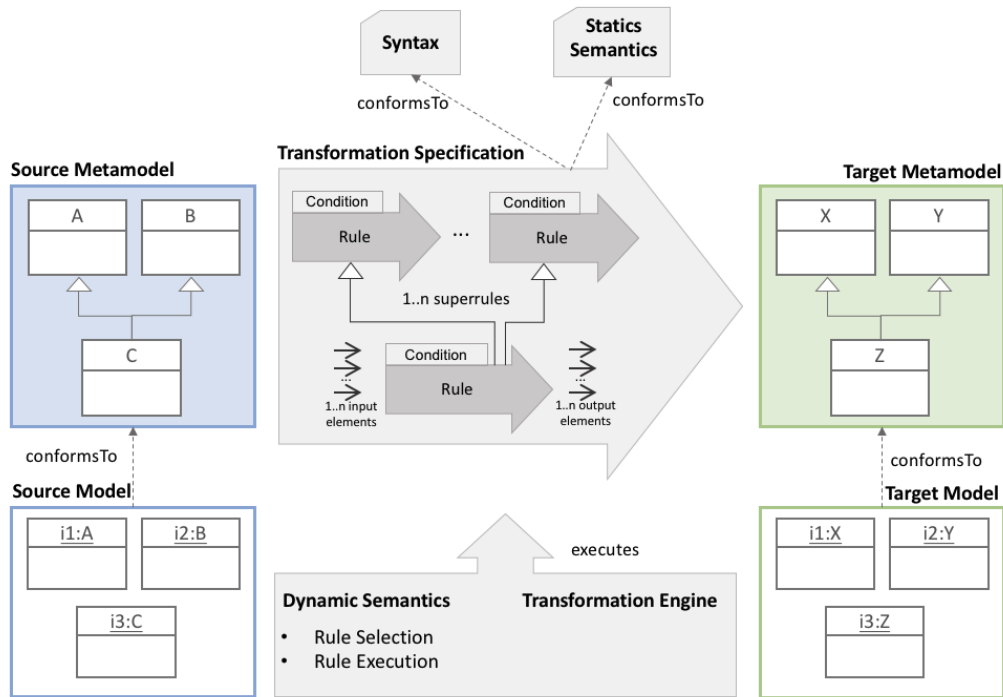 Syntax
Statics
Semantics
conformsTo
conformsTo
Transformation Specification
Source Metamodel
A
B
C
Condition
Rule
...
Condition
Rule
1..n superrules
Condition
Rule
...
1..n input
elements
...
1..n output
elements
Target Metamodel
X
Y
Z
conformsTo
Source Model
i1:A
i2:B
i3:C
executes
Dynamic Semantics
• Rule Selection
• Rule Execution
Transformation Engine
conformsTo
Target Model
i1:X
i2:Y
i3:Z